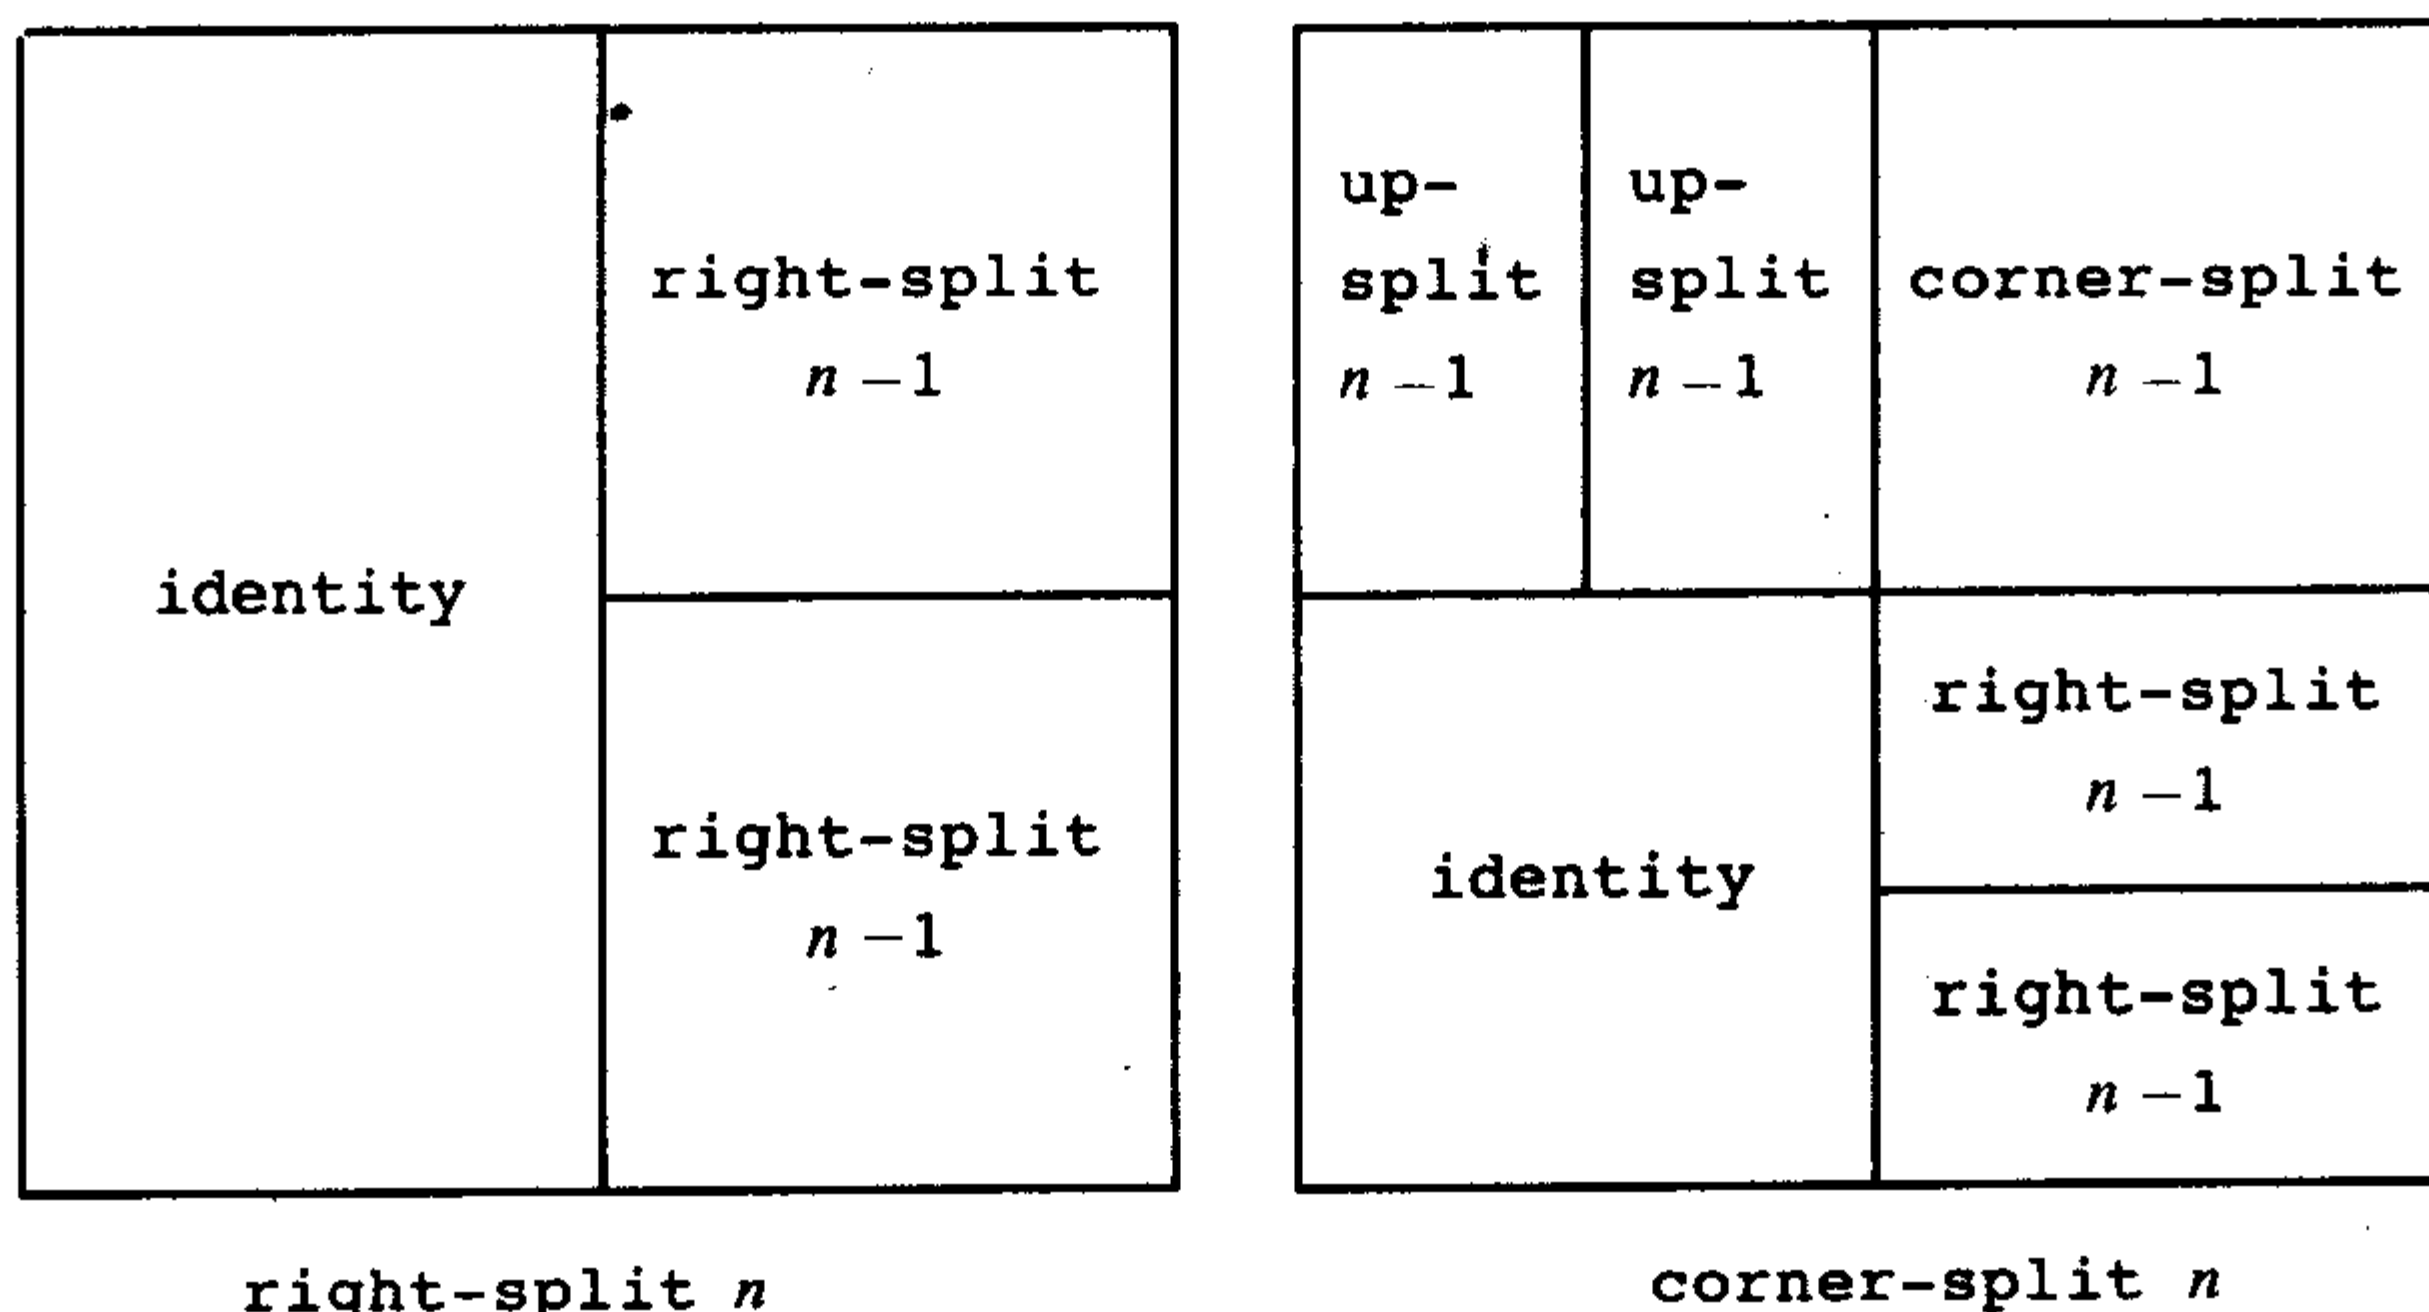 identity
right-split
n – 1
right-split
n – 1
right-split n
up-
split
n – 1
up-
split
n – 1
corner-split
n – 1
identity
right-split
n – 1
right-split
n – 1
corner-split n